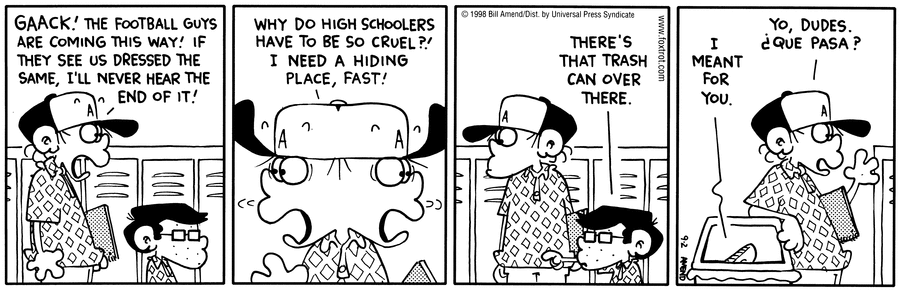 GAACK! THE FOOTBALL GUYS
ARE COMING THIS WAY! IF
THEY SEE US DRESSED THE
SAME, I'LL NEVER HEAR THE
END OF IT!
A
WHY DO HIGH SCHOOLERS
HAVE TO BE SO CRUEL?!
I NEED A HIDING
PLACE, FAST!
A
A
© 1998 Bill Amend/Dist. by Universal Press Syndicate
www.foxtrot.com
THERE'S
THAT TRASH
CAN OVER
THERE.
A
YO, DUDES.
¿QUE PASA?
I
MEANT
FOR
YOU.
A
9-2
AMEND